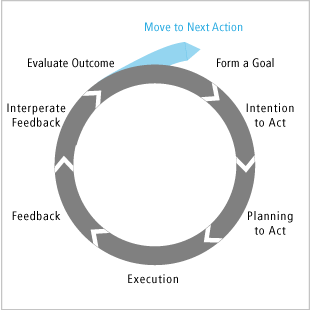 Move to Next Action
Evaluate Outcome
Form a Goal
Interperate
Feedback
Intention
to Act
Feedback
Planning
to Act
Execution